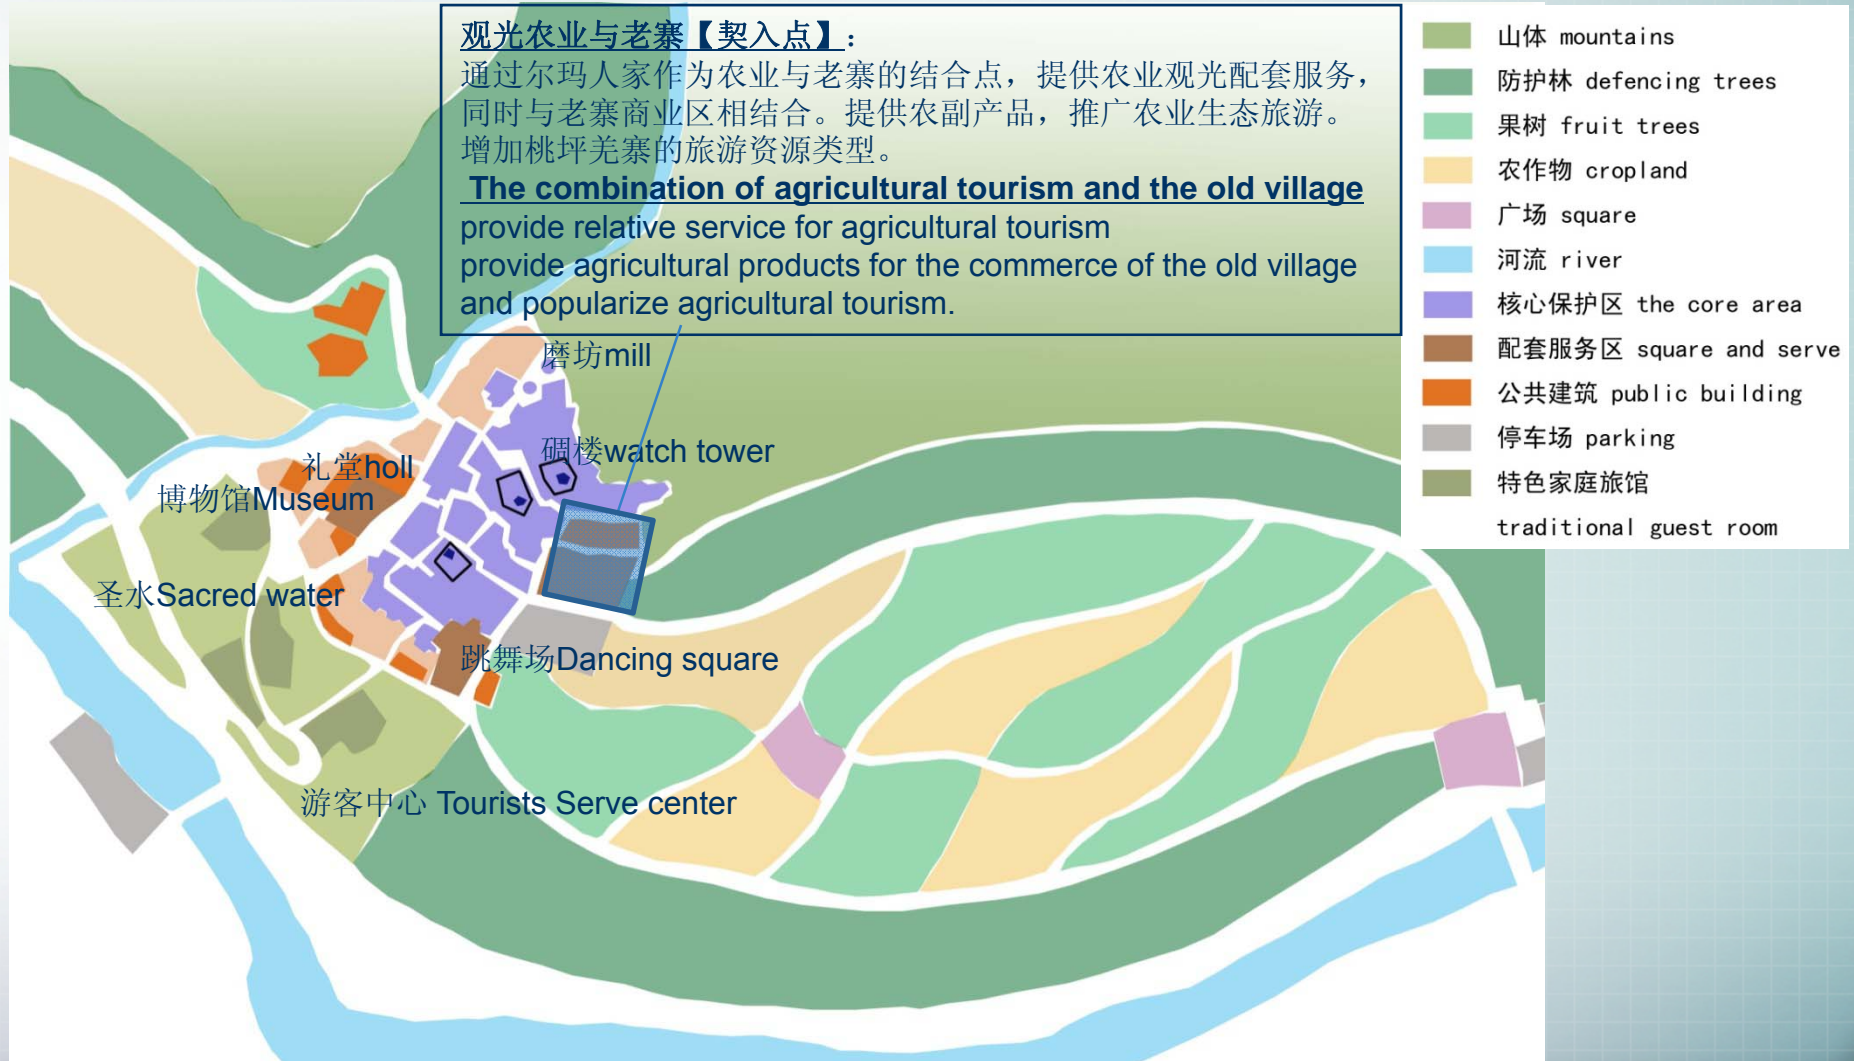 观光农业与老寨【契入点】:
通过尔玛人家作为农业与老寨的结合点，提供农业观光配套服务，
同时与老寨商业区相结合。提供农副产品，推广农业生态旅游。
增加桃坪羌寨的旅游资源类型。
The combination of agricultural tourism and the old village
provide relative service for agricultural tourism
provide agricultural products for the commerce of the old village
and popularize agricultural tourism.
磨坊mill
碉楼watch tower
礼堂holl
博物馆Museum
圣水Sacred water
跳舞场Dancing square
游客中心 Tourists Serve center
山体 mountains
防护林 defencing trees
果树 fruit trees
农作物 cropland
广场 square
河流 river
核心保护区 the core area
配套服务区 square and serve
公共建筑 public building
停车场 parking
特色家庭旅馆
traditional guest room